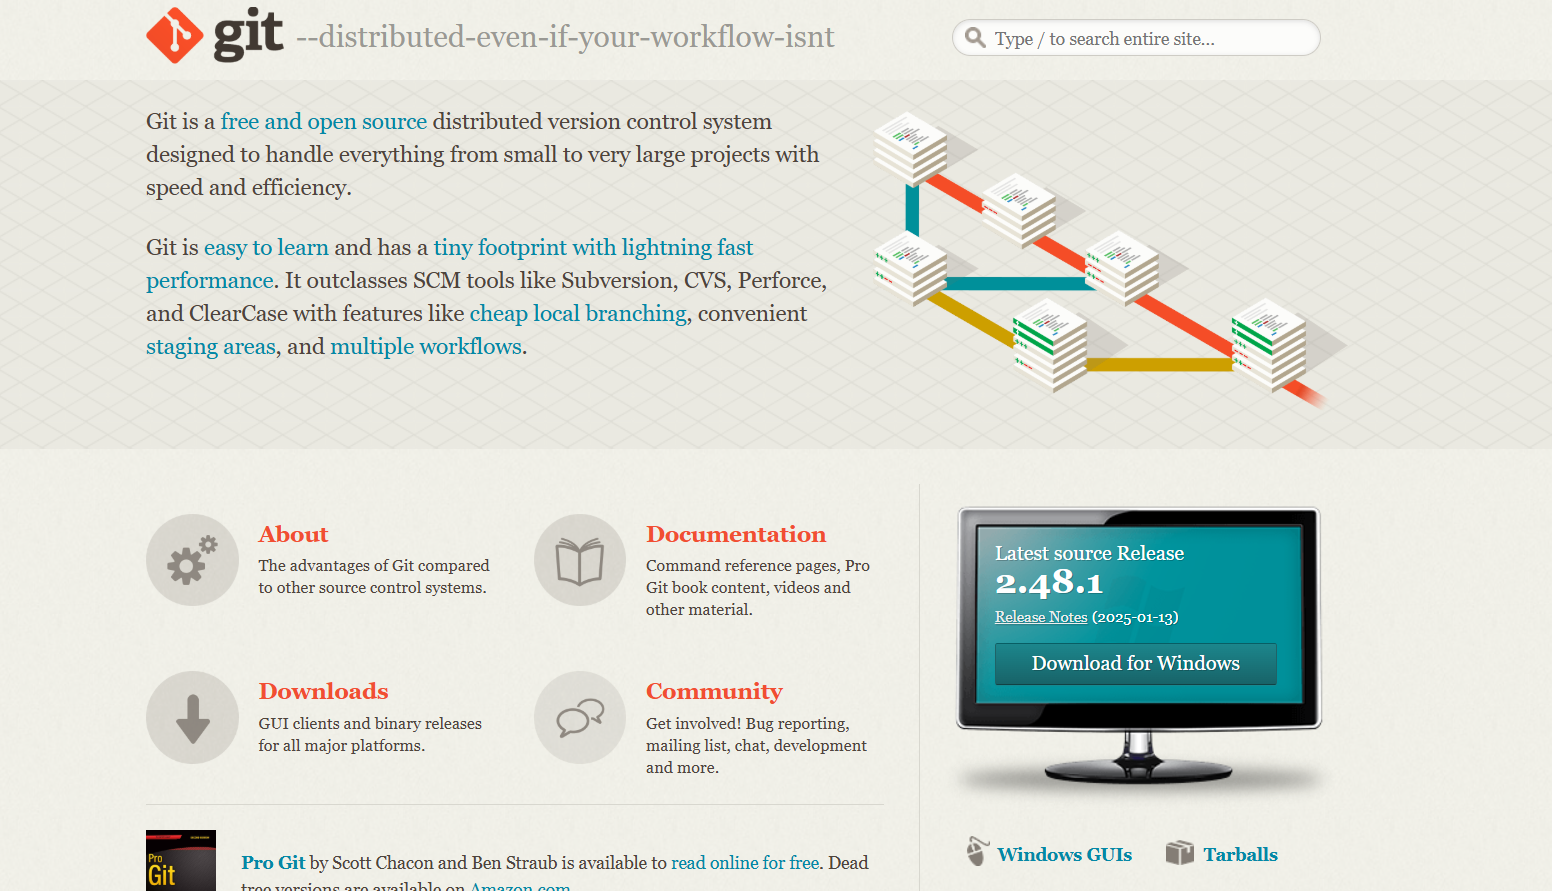 git --distributed-even-if-your-workflow-isnt
Type / to search entire site...
Git is a free and open source distributed version control system
designed to handle everything from small to very large projects with
speed and efficiency.
Git is easy to learn and has a tiny footprint with lightning fast
performance. It outclasses SCM tools like Subversion, CVS, Perforce,
and ClearCase with features like cheap local branching, convenient
staging areas, and multiple workflows.
About
The advantages of Git compared
to other source control systems.
Documentation
Command reference pages, Pro
Git book content, videos and
other material.
Downloads
GUI clients and binary releases
for all major platforms.
Community
Get involved! Bug reporting,
mailing list, chat, development
and more.
Pro
Git
Pro Git by Scott Chacon and Ben Straub is available to read online for free. Dead
tree versions are available on Amazon.com.
Latest source Release
2.48.1
Release Notes (2025-01-13)
Download for Windows
Windows GUIs
Tarballs